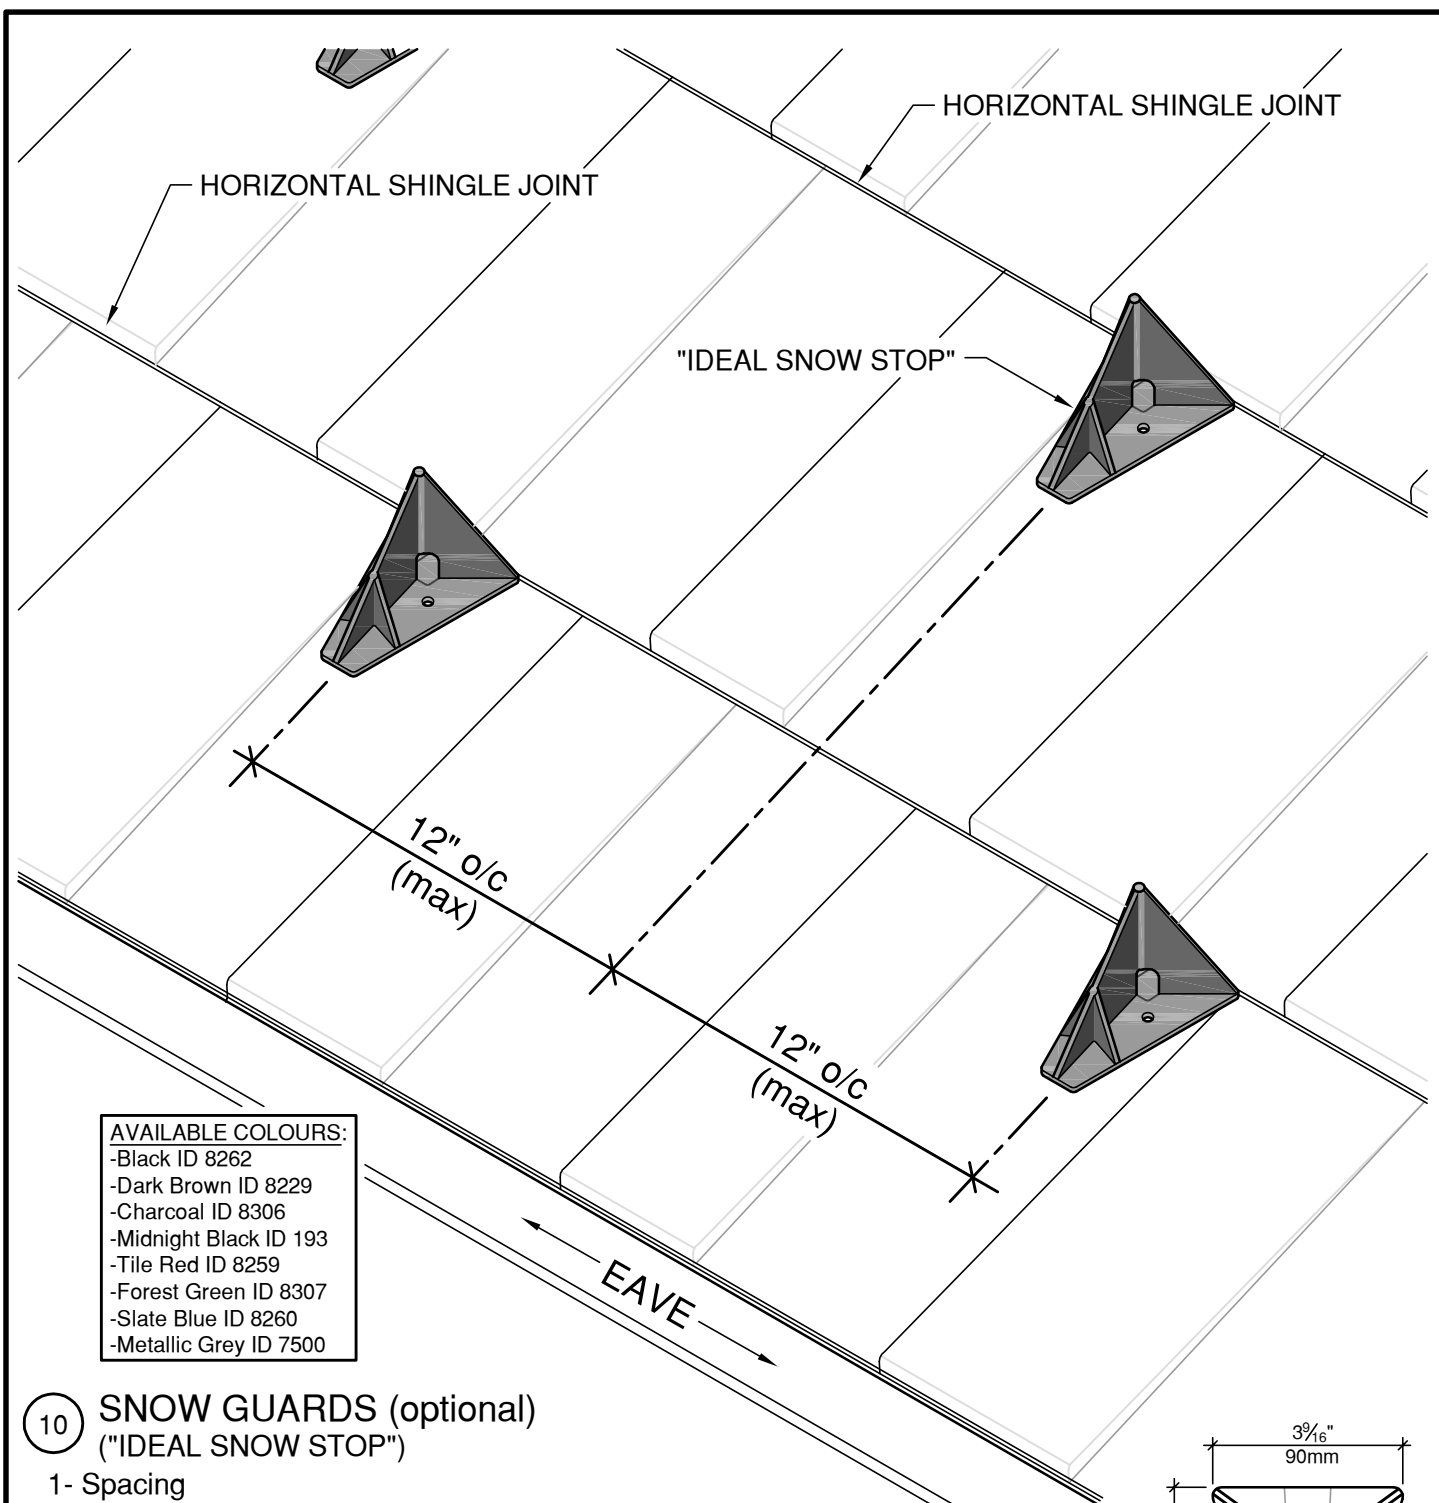 HORIZONTAL SHINGLE JOINT
HORIZONTAL SHINGLE JOINT
"IDEAL SNOW STOP"
12" o/c
(max)
12" o/c
(max)
AVAILABLE COLOURS:
-Black ID 8262
-Dark Brown ID 8229
-Charcoal ID 8306
-Midnight Black ID 193
-Tile Red ID 8259
-Forest Green ID 8307
-Slate Blue ID 8260
-Metallic Grey ID 7500
EAVE
10 SNOW GUARDS (optional)
("IDEAL SNOW STOP")
1- Spacing
3 9/16"
90mm